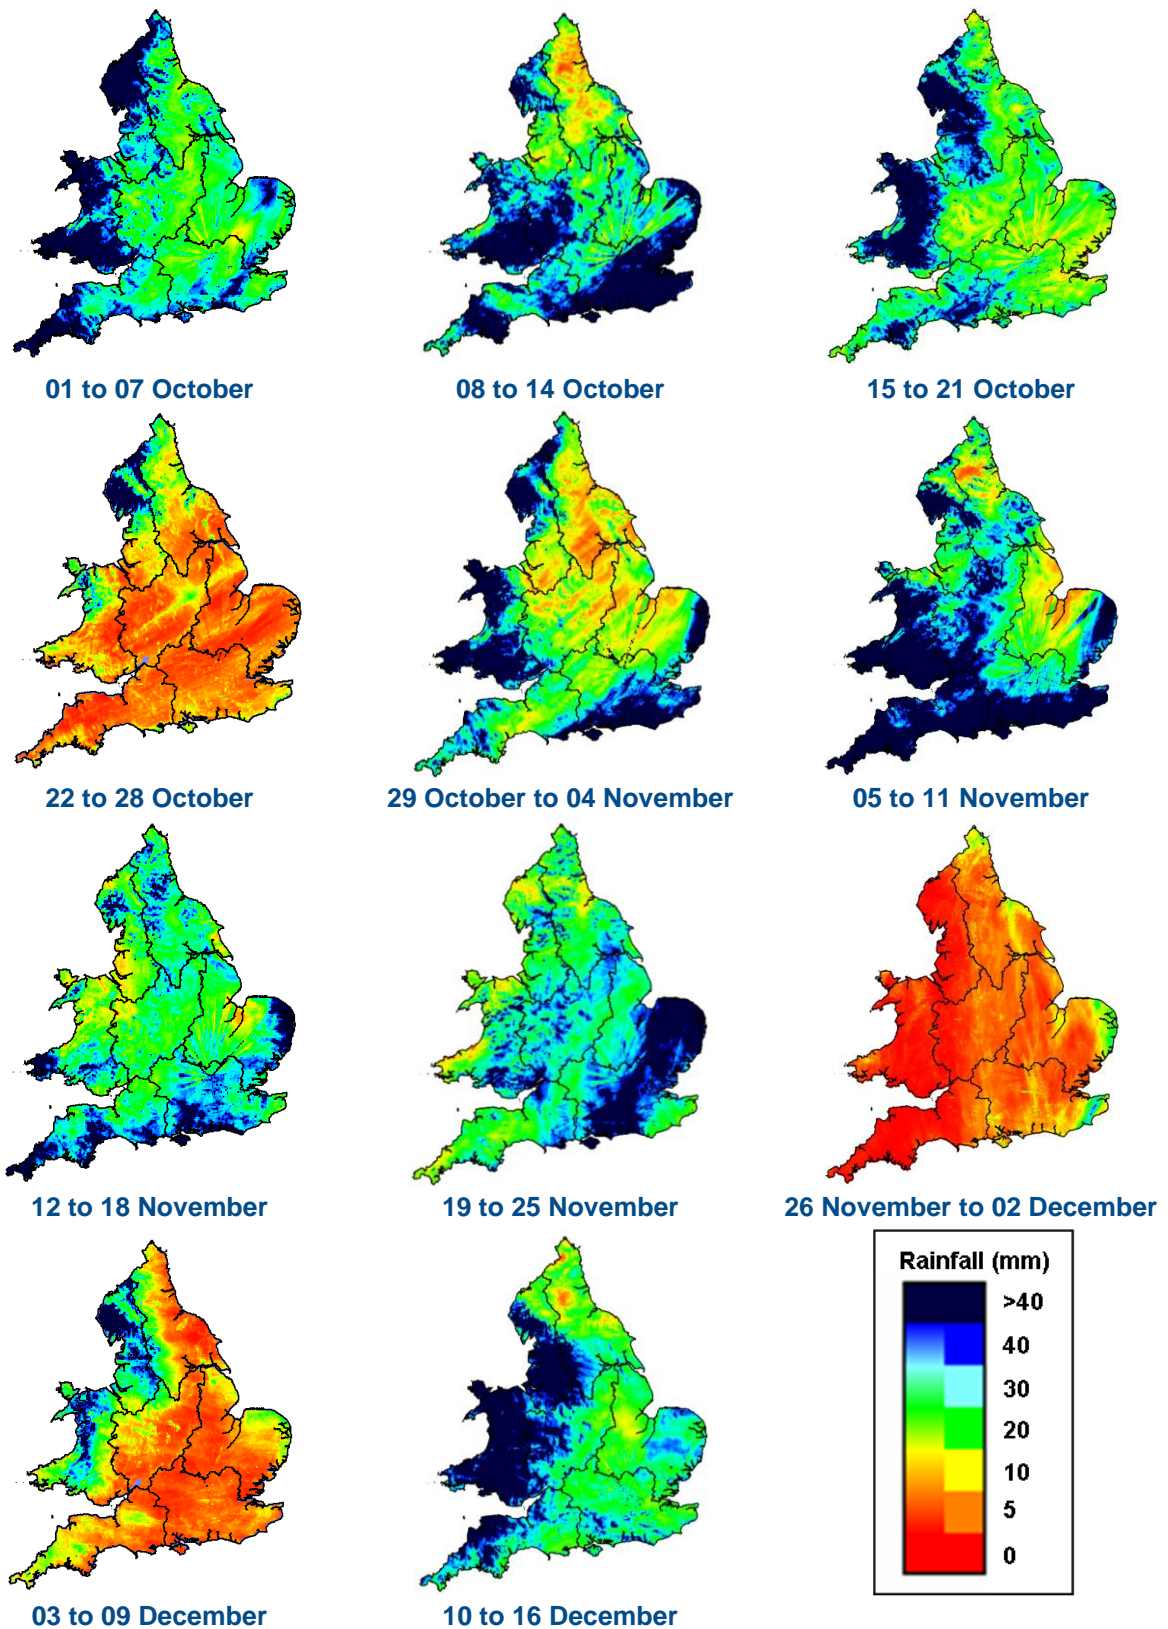 01 to 07 October
08 to 14 October
15 to 21 October
22 to 28 October
29 October to 04 November
05 to 11 November
12 to 18 November
19 to 25 November
26 November to 02 December
Rainfall (mm)
>40
40
30
20
10
5
0
03 to 09 December
10 to 16 December